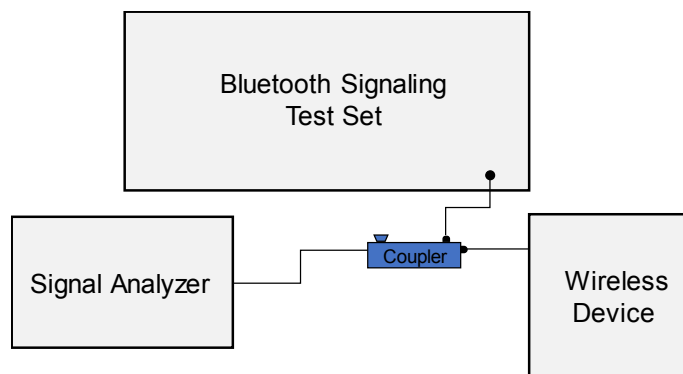 Bluetooth Signaling
Test Set
Signal Analyzer
Coupler
Wireless
Device